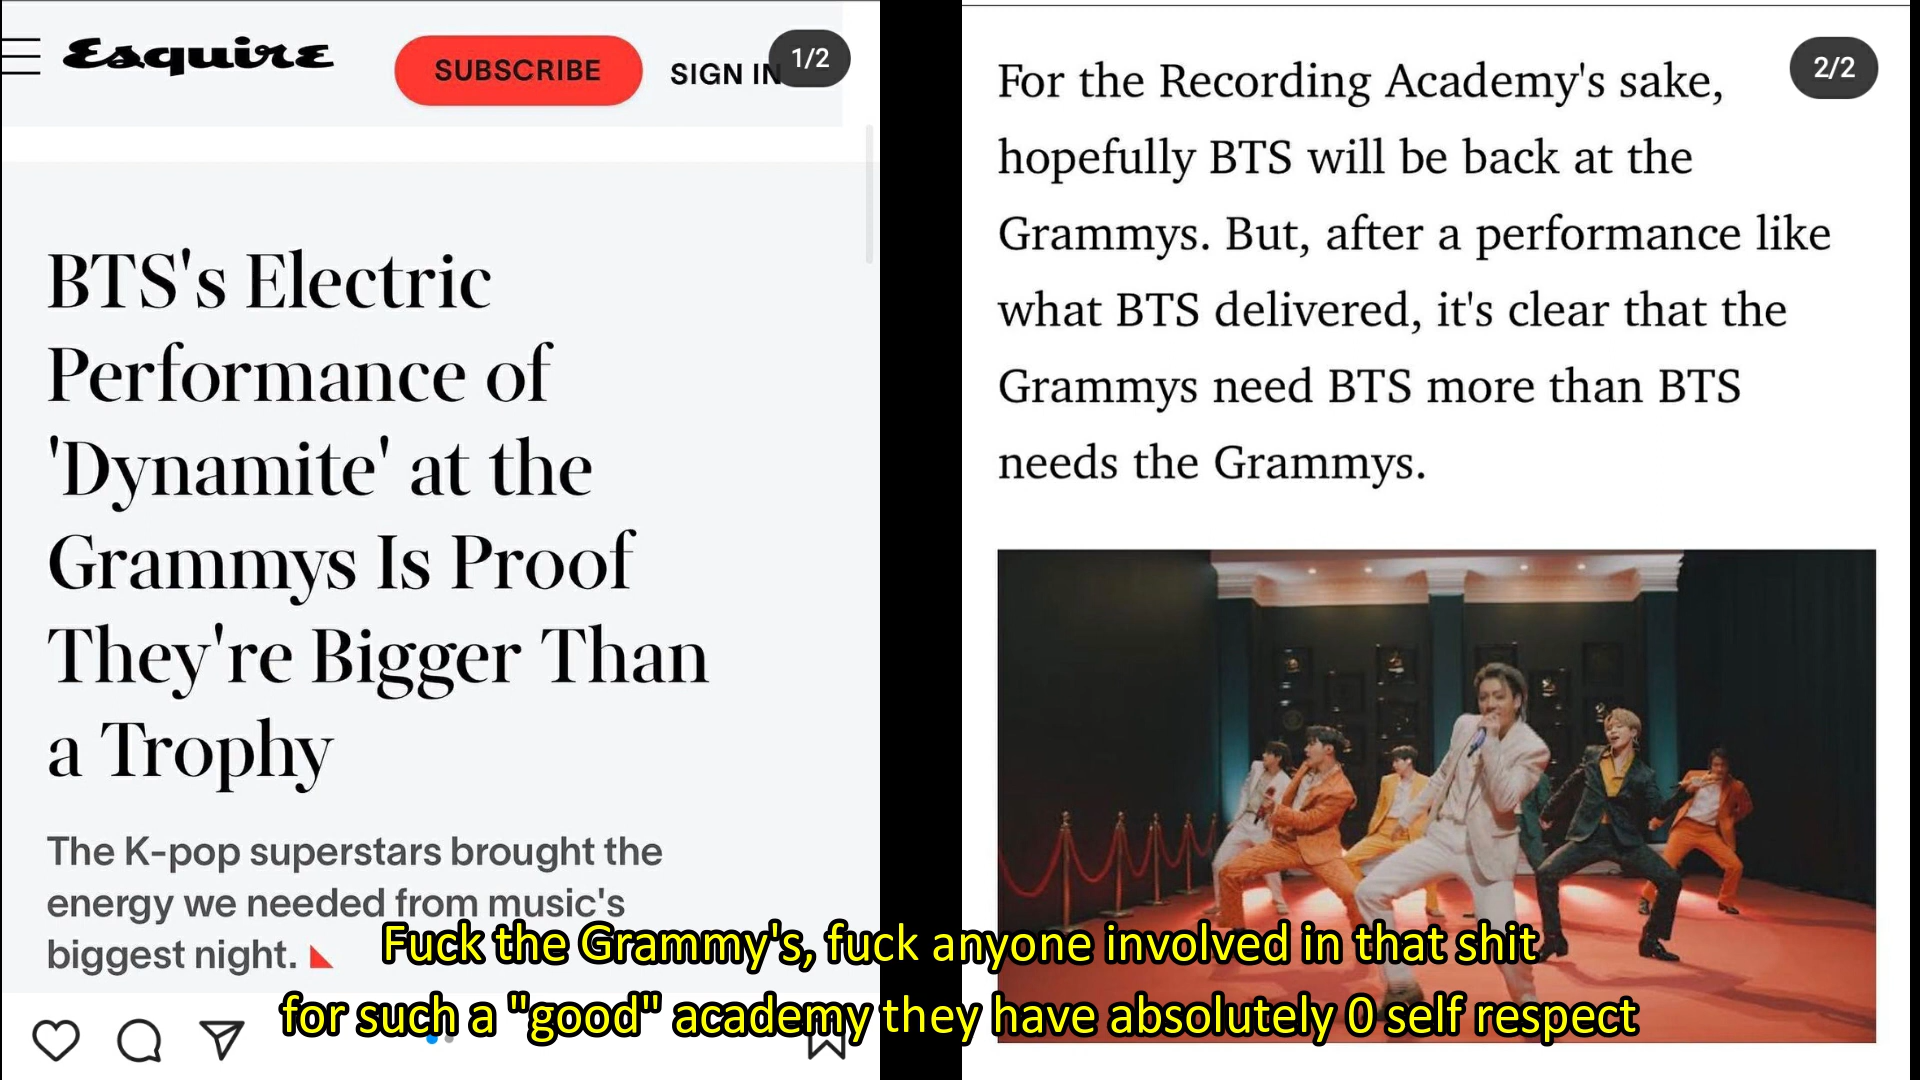 Esquire
SUBSCRIBE
SIGN IN
1/2
BTS's Electric
Performance of
'Dynamite' at the
Grammys Is Proof
They're Bigger Than
a Trophy
The K-pop superstars brought the
energy we needed from music's
biggest night.
2/2
For the Recording Academy's sake,
hopefully BTS will be back at the
Grammys. But, after a performance like
what BTS delivered, it's clear that the
Grammys need BTS more than BTS
needs the Grammys.
Fuck the Grammy's, fuck anyone involved in that shit
for such a "good" academy they have absolutely 0 self respect